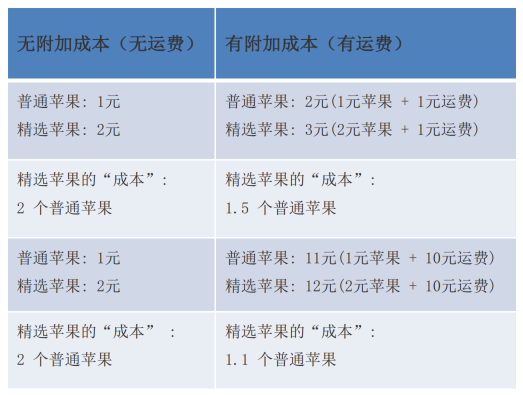 无附加成本（无运费）
有附加成本（有运费）
普通苹果: 1元
精选苹果: 2元
普通苹果: 2元(1元苹果 + 1元运费)
精选苹果: 3元(2元苹果 + 1元运费)
精选苹果的“成本”:
2 个普通苹果
精选苹果的“成本”:
1.5 个普通苹果
普通苹果: 1元
精选苹果: 2元
普通苹果: 11元(1元苹果 + 10元运费)
精选苹果: 12元(2元苹果 + 10元运费)
精选苹果的“成本” :
2 个普通苹果
精选苹果的“成本”:
1.1 个普通苹果